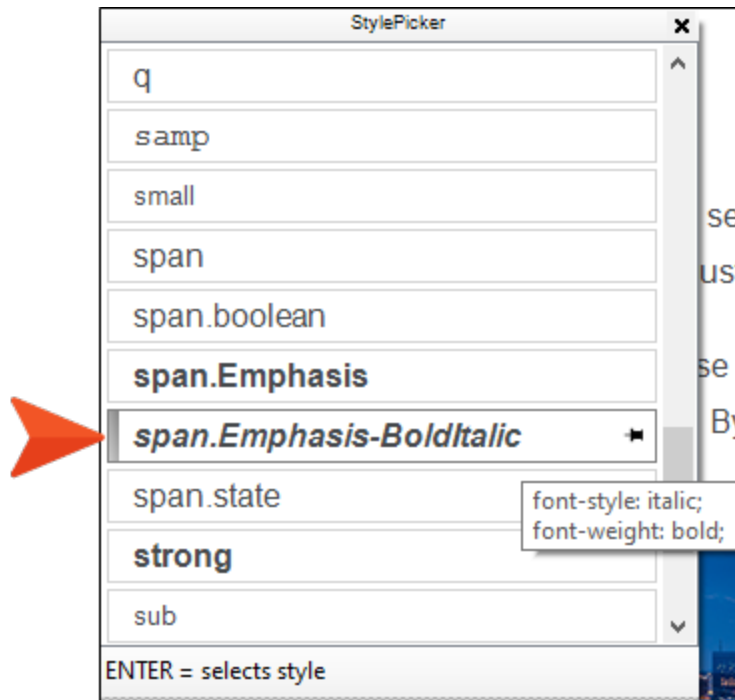 StylePicker
q
samp
small
span
span.boolean
span.Emphasis
span.Emphasis-BoldItalic
span.state
font-style: italic;
font-weight: bold;
strong
sub
ENTER = selects style